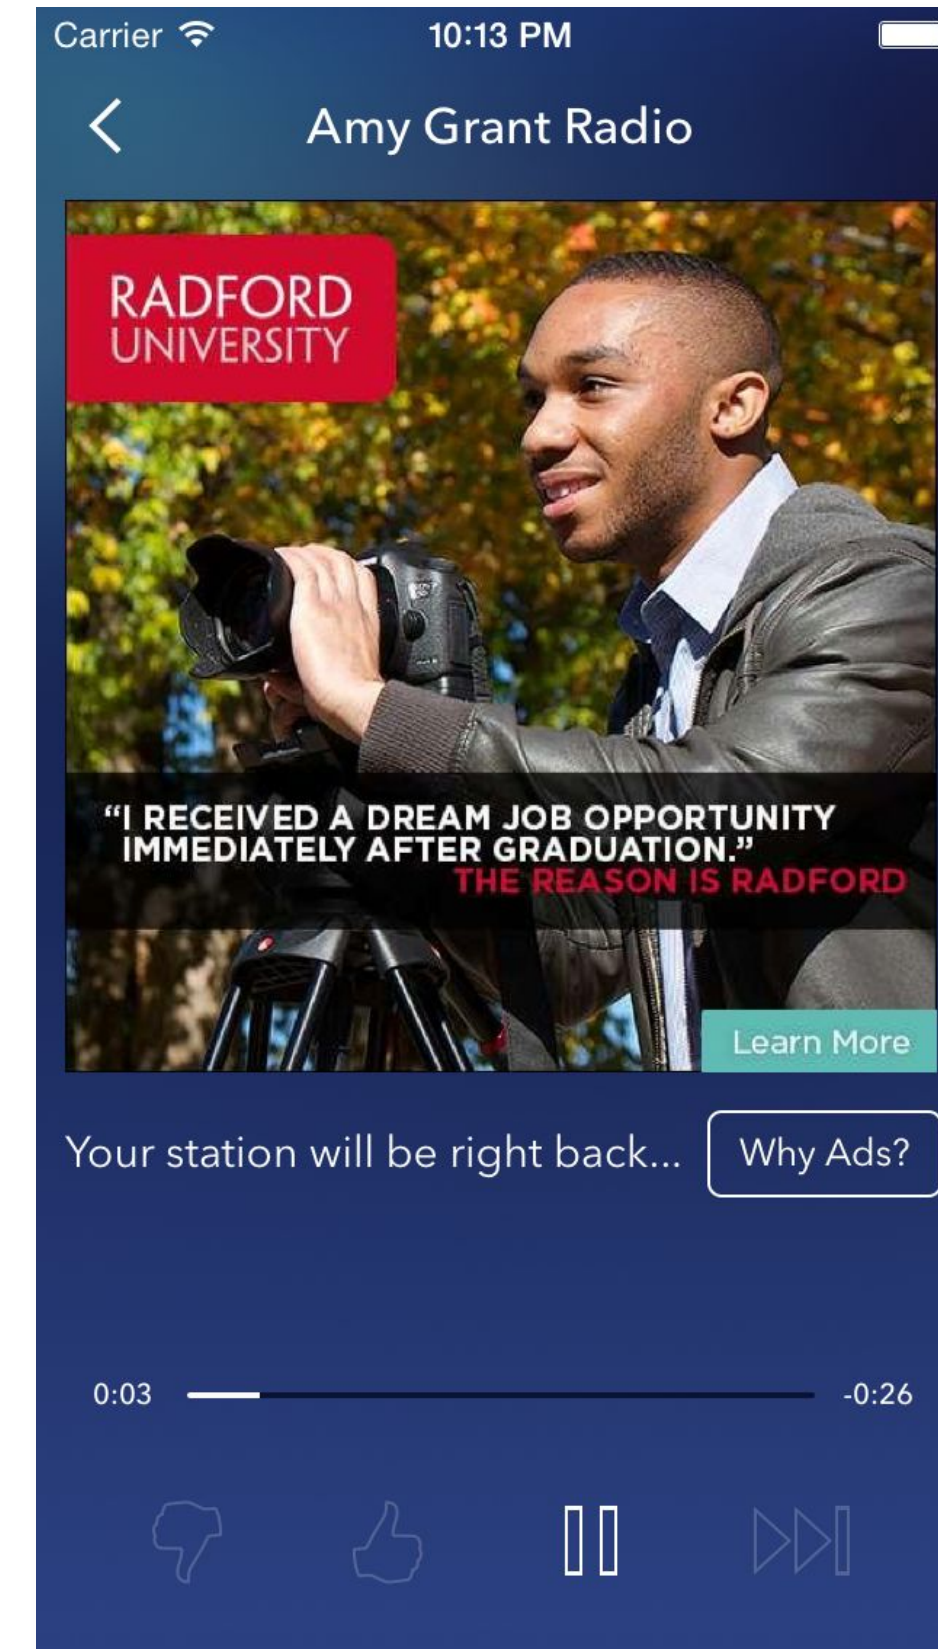 Carrier
10:13 PM
Amy Grant Radio
RADFORD
UNIVERSITY
“I RECEIVED A DREAM JOB OPPORTUNITY
IMMEDIATELY AFTER GRADUATION.”
THE REASON IS RADFORD
Learn More
Your station will be right back...
Why Ads?
0:03
-0:26